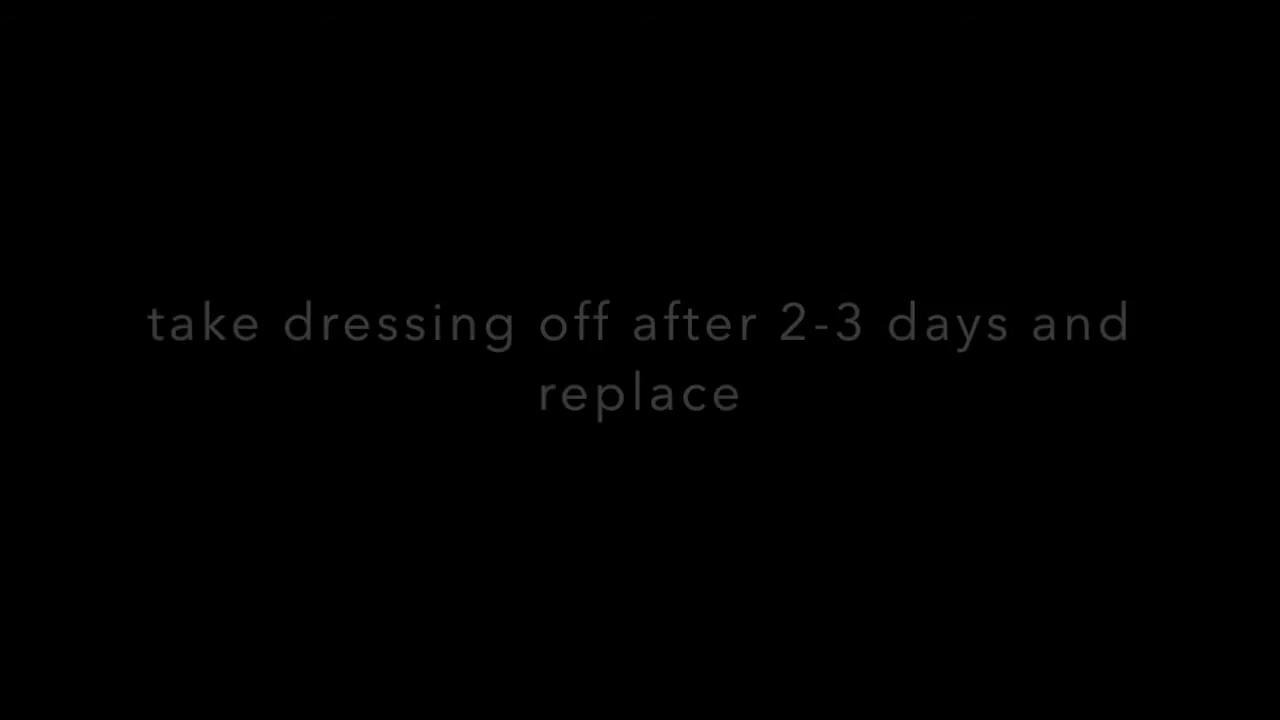 take dressing off after 2-3 days and
replace